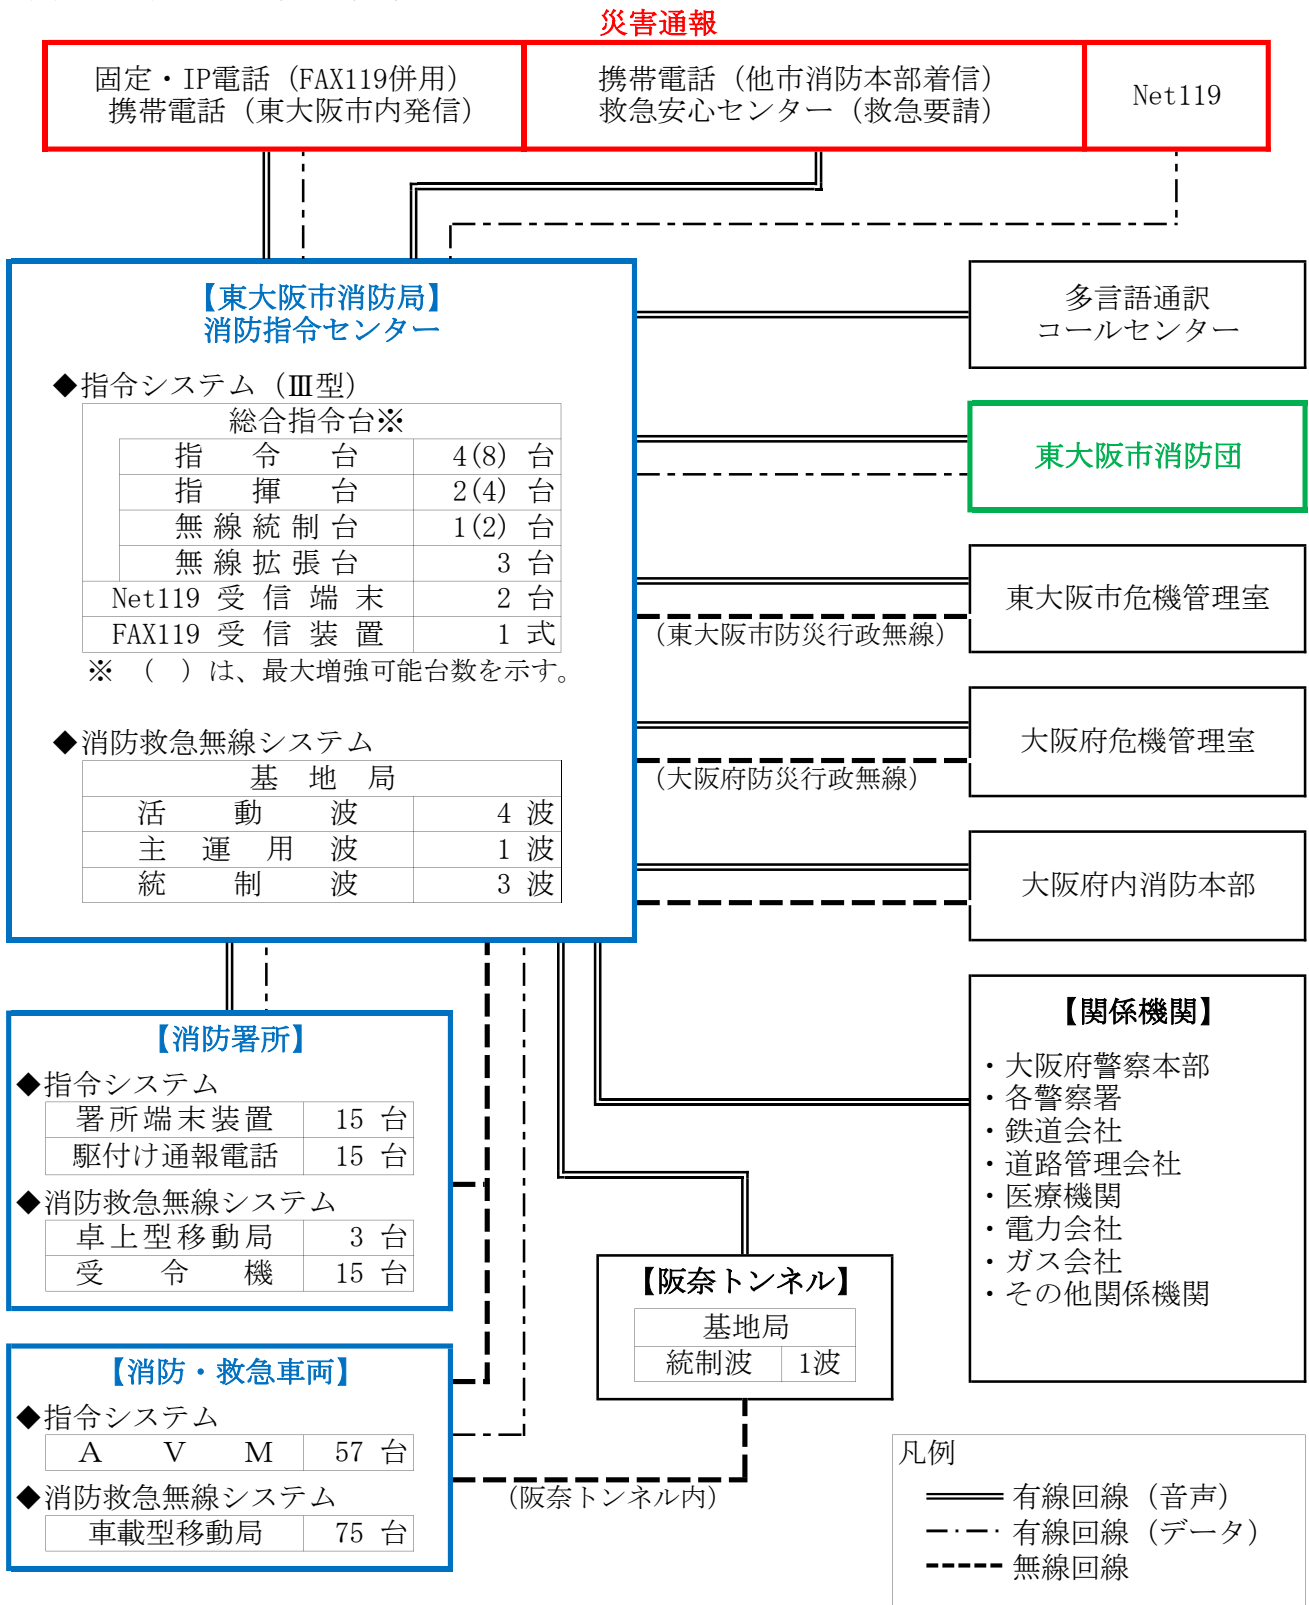 災害通報
固定・IP電話（FAX119併用）
携帯電話（東大阪市内発信）
携帯電話（他市消防本部着信）
救急安心センター（救急要請）
Net119
【東大阪市消防局】
消防指令センター
◆指令システム（Ⅲ型）
総合指令台※
指令台 4(8) 台
指揮台 2(4) 台
無線統制台 1(2) 台
無線拡張台 3 台
Net119 受信端末 2 台
FAX119 受信装置 1 式
※　（　）は、最大増強可能台数を示す。
◆消防救急無線システム
基地局
活動波 4 波
主運用波 1 波
統制波 3 波
多言語通訳
コールセンター
東大阪市消防団
東大阪市危機管理室
（東大阪市防災行政無線）
大阪府危機管理室
（大阪府防災行政無線）
大阪府内消防本部
【関係機関】
・大阪府警察本部
・各警察署
・鉄道会社
・道路管理会社
・医療機関
・電力会社
・ガス会社
・その他関係機関
【消防署所】
◆指令システム
署所端末装置 15 台
駆付け通報電話 15 台
◆消防救急無線システム
卓上型移動局 3 台
受令機 15 台
【阪奈トンネル】
基地局
統制波 1波
【消防・救急車両】
◆指令システム
ＡＶＭ 57 台
◆消防救急無線システム
車載型移動局 75 台
（阪奈トンネル内）
凡例
有線回線（音声）
有線回線（データ）
無線回線